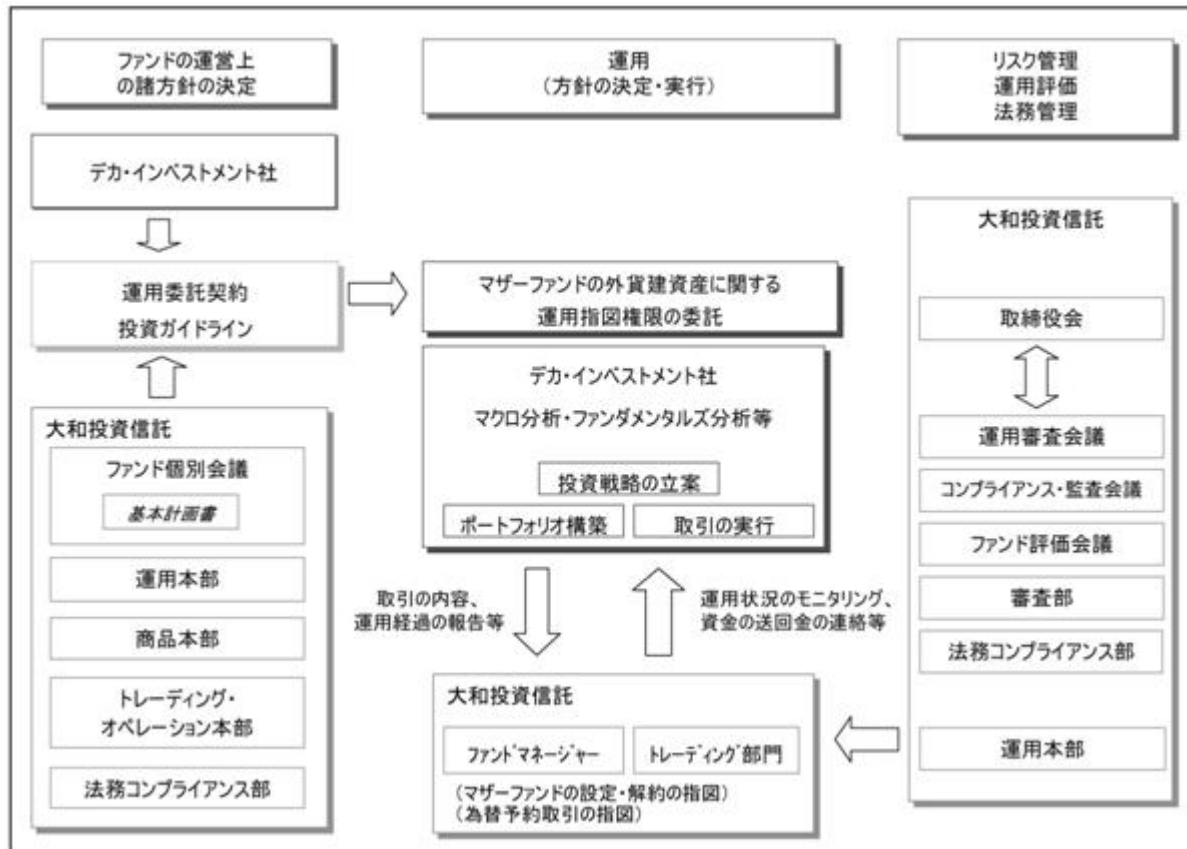 ファンドの運営上
の諸方針の決定
運用
(方針の決定・実行)
リスク管理
運用評価
法務管理
デカ・インベストメント社
運用委託契約
投資ガイドライン
大和投資信託
ファンド個別会議
基本計画書
運用本部
商品本部
トレーディング・
オペレーション本部
法務コンプライアンス部
マザーファンドの外貨建資産に関する
運用指図権限の委託
デカ・インベストメント社
マクロ分析・ファンダメンタルズ分析等
投資戦略の立案
ポートフォリオ構築
取引の実行
取引の内容、
運用経過の報告等
運用状況のモニタリング、
資金の送回金の連絡等
大和投資信託
ファンドマネージャー
トレーディング部門
(マザーファンドの設定・解約の指図)
(為替予約取引の指図)
大和投資信託
取締役会
運用審査会議
コンプライアンス・監査会議
ファンド評価会議
審査部
法務コンプライアンス部
運用本部